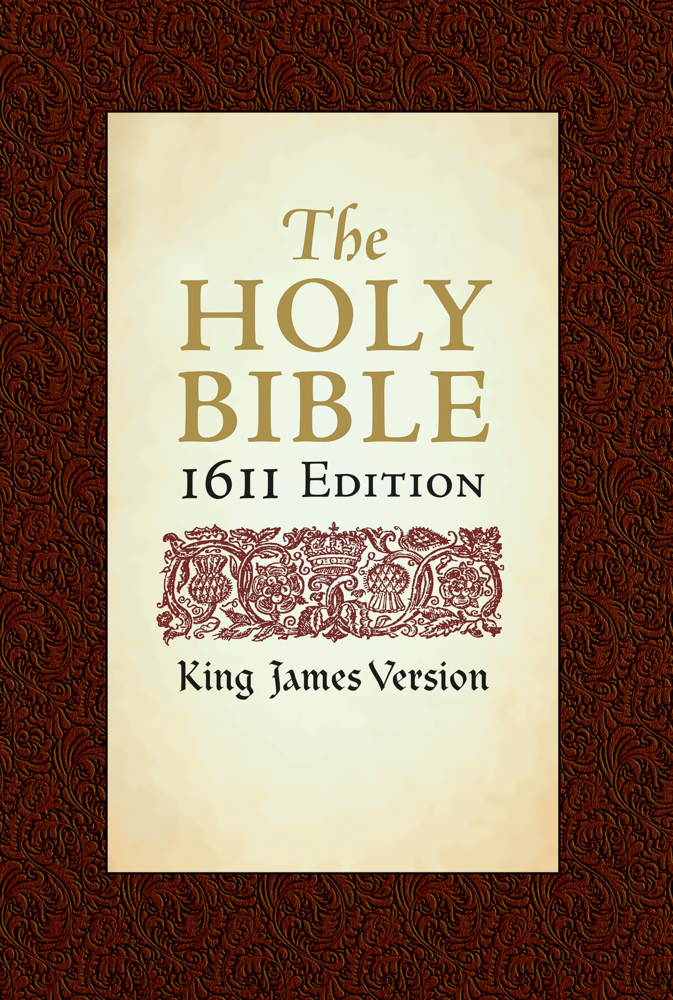 The
HOLY
BIBLE
1611 EDITION
King James Version